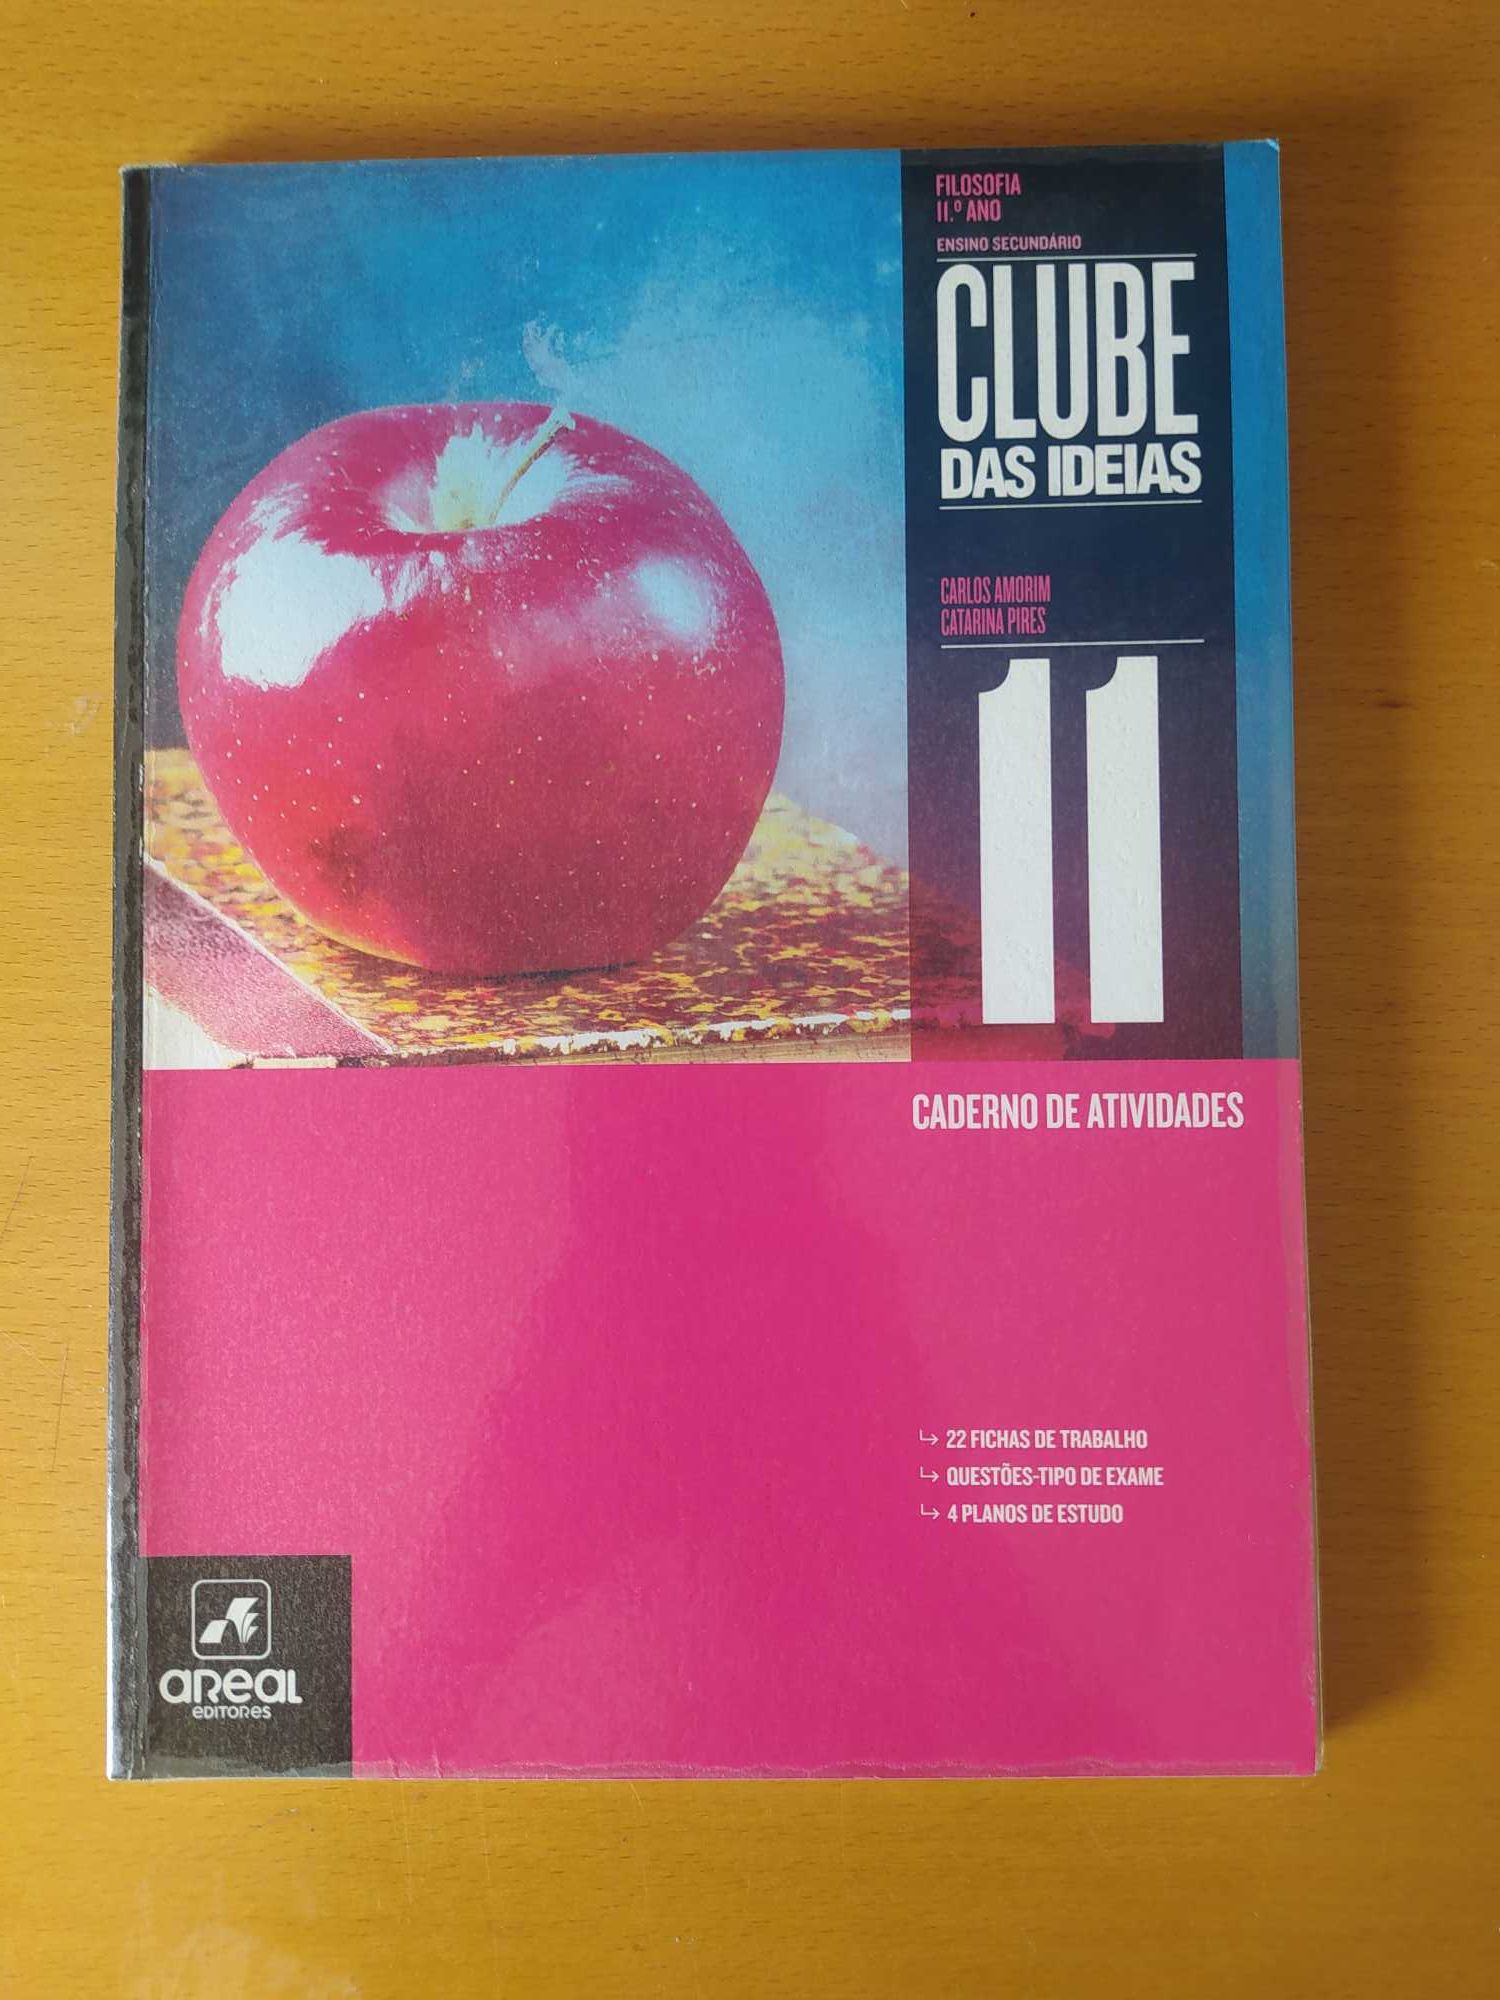 FILOSOFIA
11.º ANO
ENSINO SECUNDÁRIO
CLUBE
DAS IDEIAS
CARLOS AMORIM
CATARINA PIRES
11
CADERNO DE ATIVIDADES
22 FICHAS DE TRABALHO
QUESTÕES-TIPO DE EXAME
4 PLANOS DE ESTUDO
areal
EDITORES